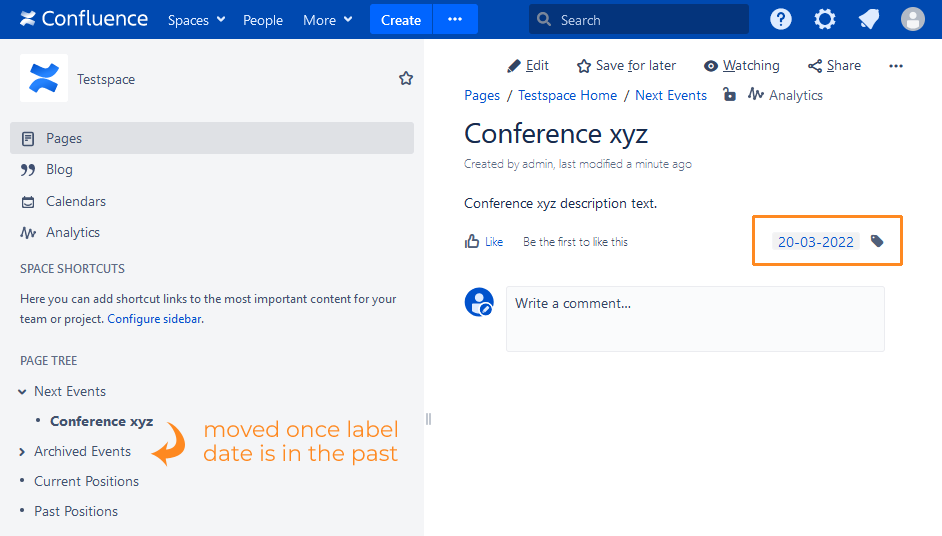 Confluence Spaces People More Create ••• Search
Testspace
Pages
Blog
Calendars
Analytics
SPACE SHORTCUTS
Here you can add shortcut links to the most important content for your
team or project. Configure sidebar.
PAGE TREE
Next Events
• Conference xyz
Archived Events
• Current Positions
• Past Positions
moved once label
date is in the past
Edit Save for later Watching Share •••
Pages / Testspace Home / Next Events Analytics
Conference xyz
Created by admin, last modified a minute ago
Conference xyz description text.
Like Be the first to like this 20-03-2022
Write a comment...